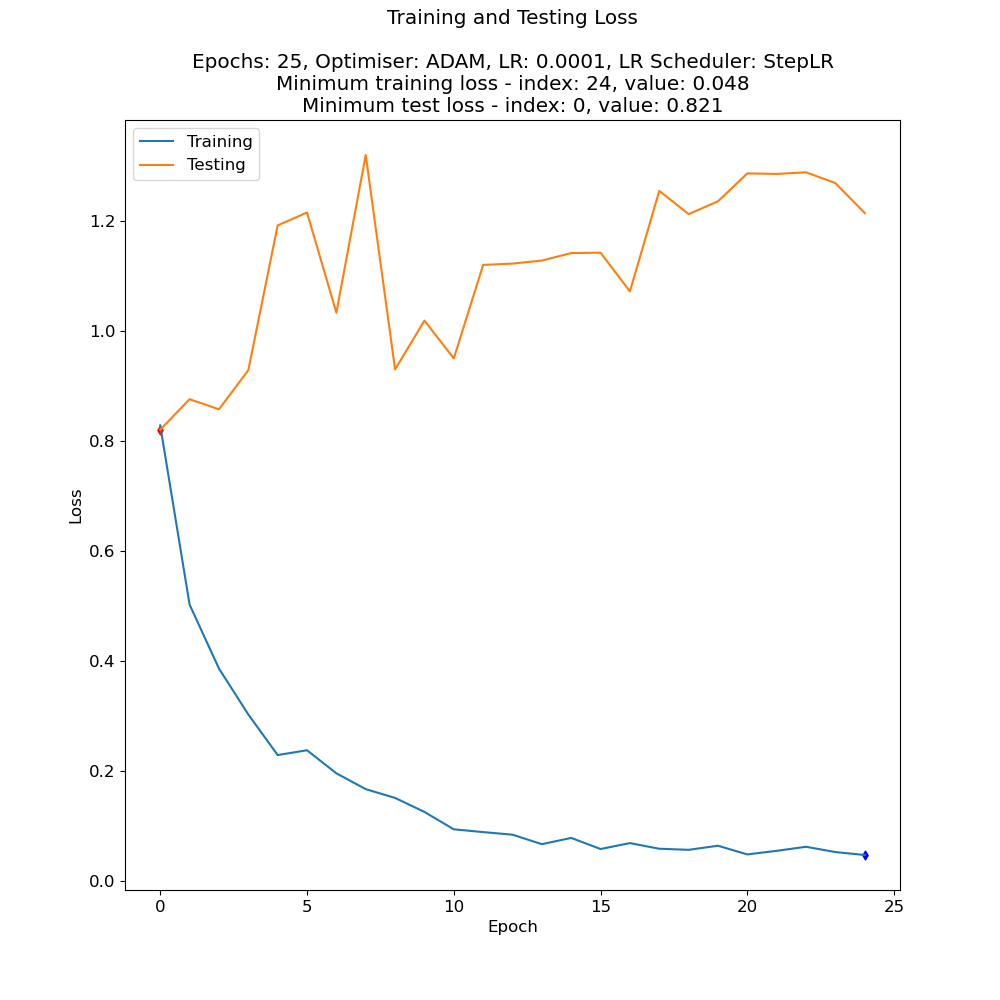 Training and Testing Loss
Epochs: 25, Optimiser: ADAM, LR: 0.0001, LR Scheduler: StepLR
Minimum training loss - index: 24, value: 0.048
Minimum test loss - index: 0, value: 0.821
Training
Testing
1.2
1.0
0.8
0.6
0.4
0.2
0.0
Loss
0 5 10 15 20 25
Epoch